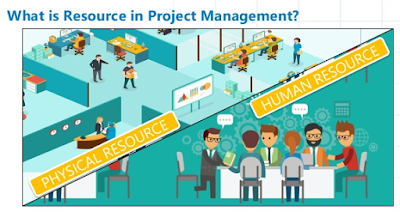 What is Resource in Project Management?
HUMAN RESOURCE
PHYSICAL RESOURCE